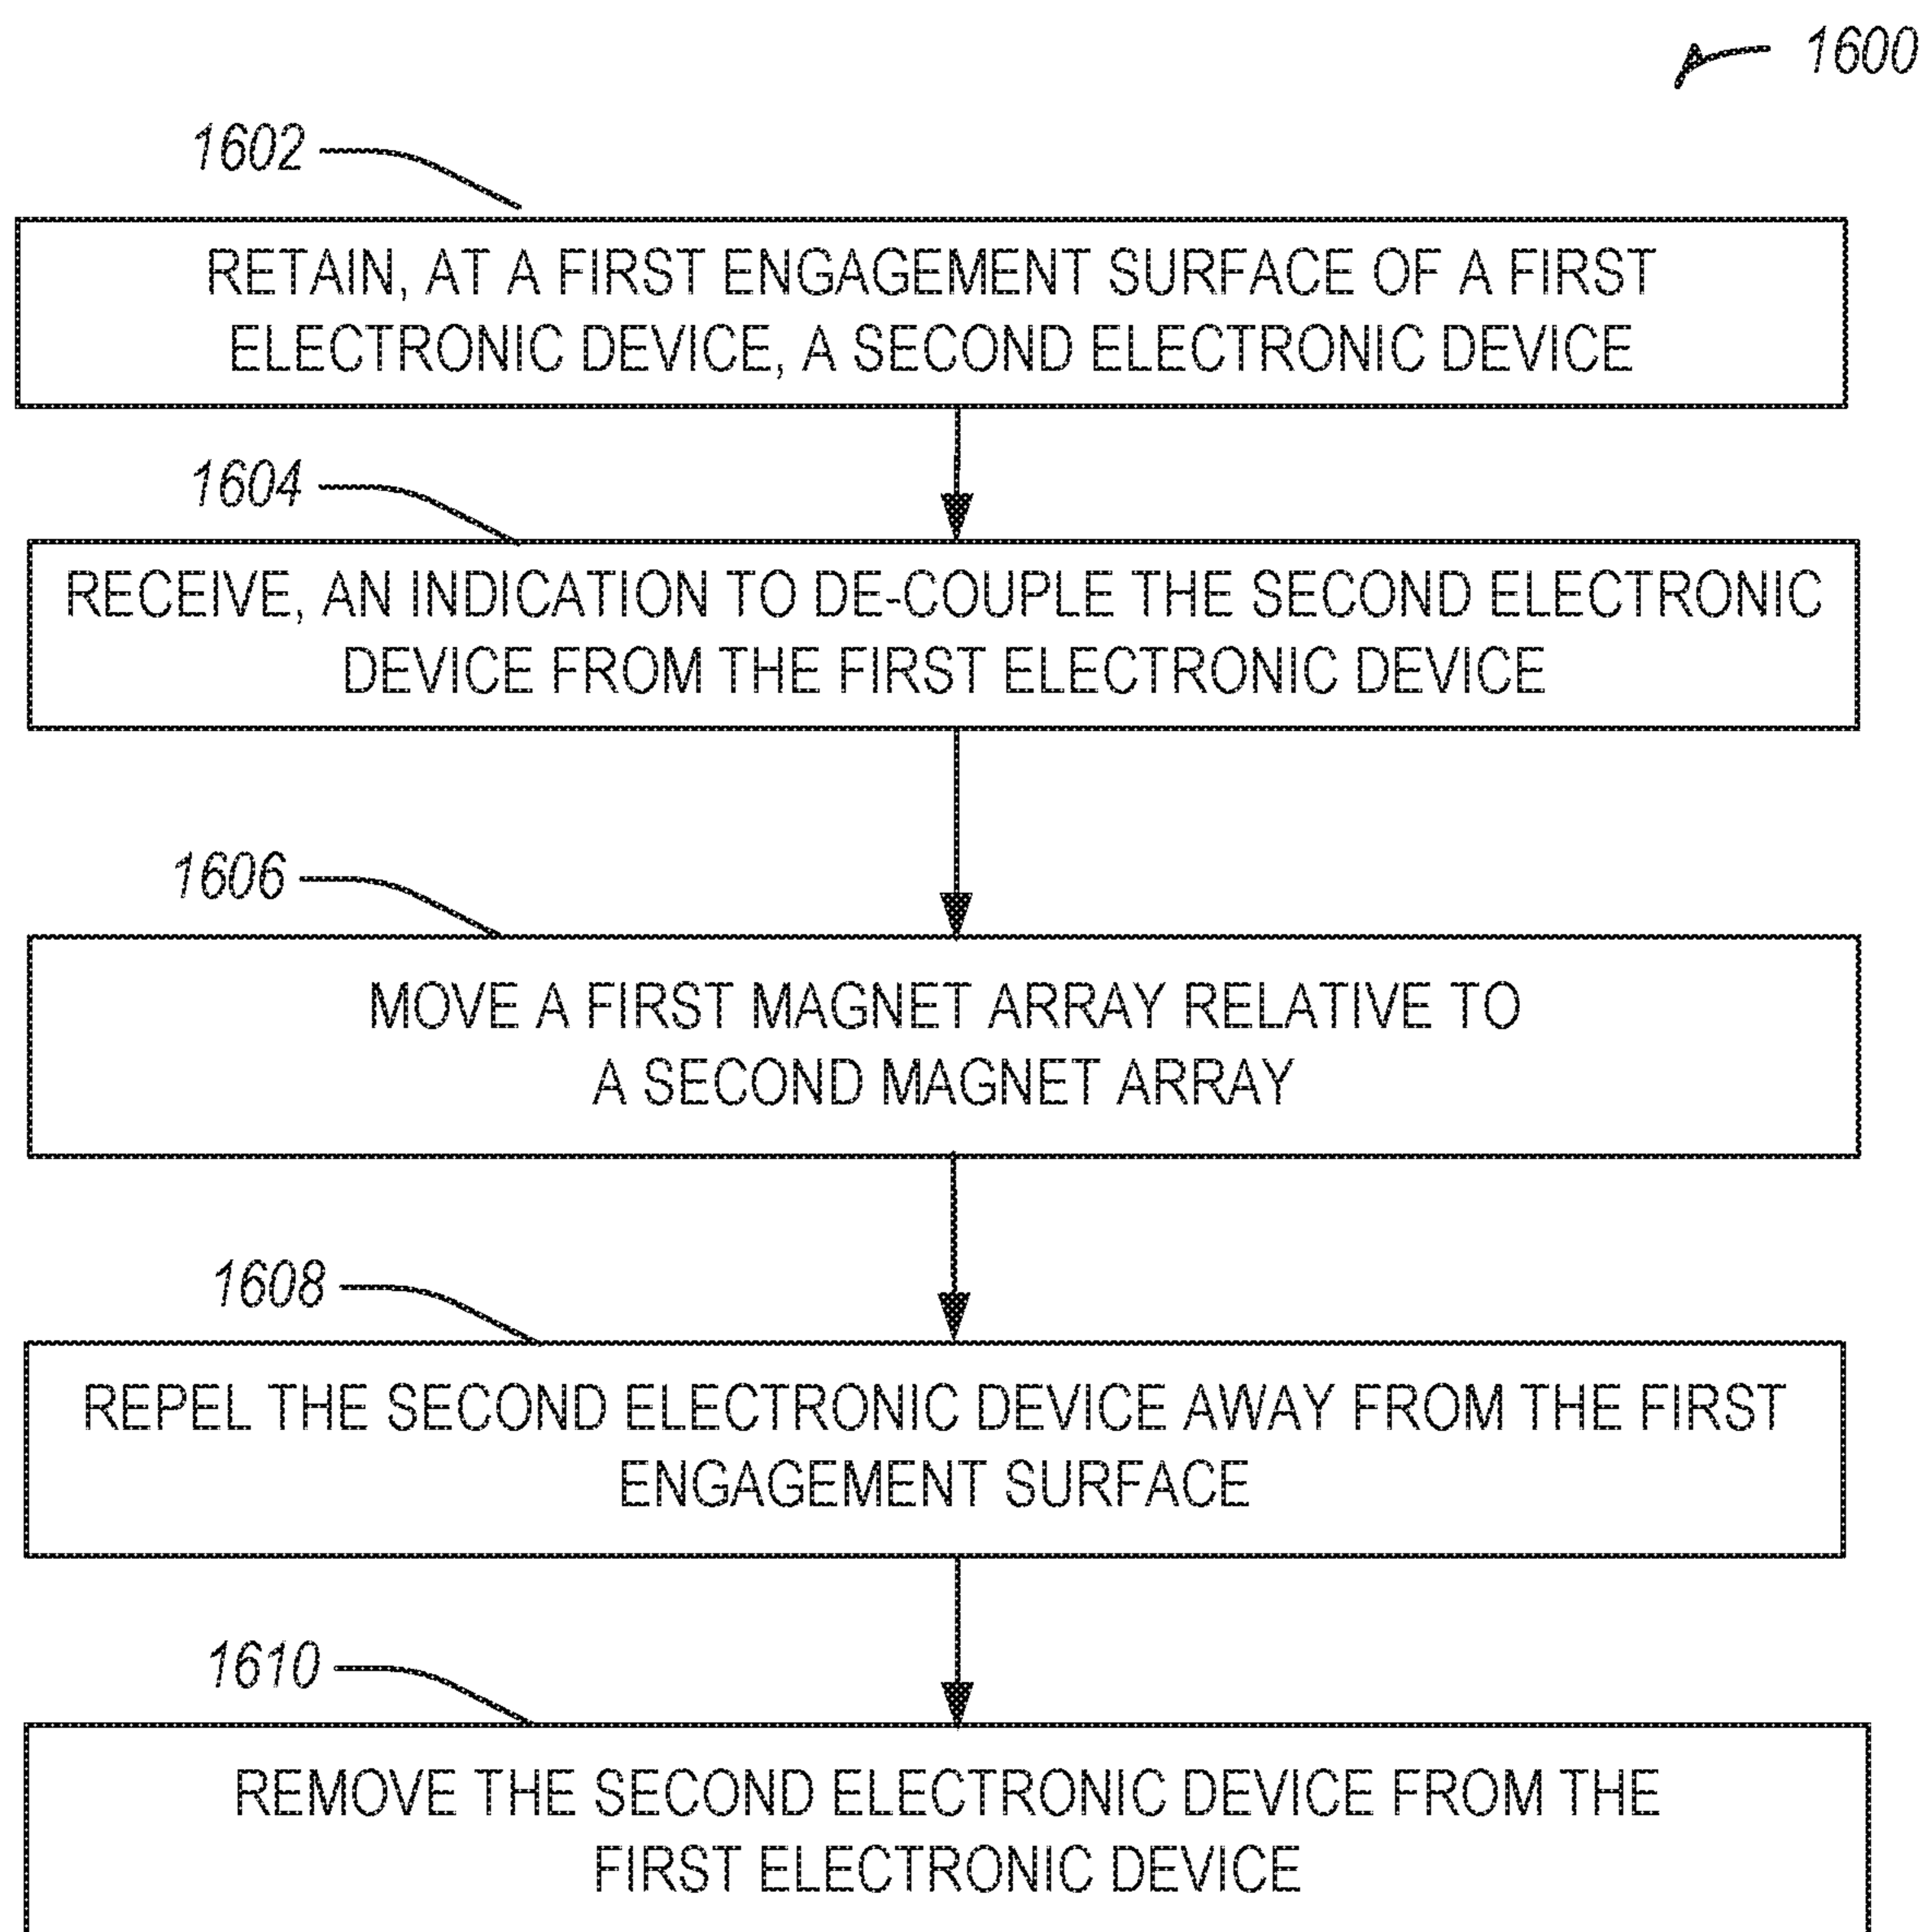 1600
1602
RETAIN, AT A FIRST ENGAGEMENT SURFACE OF A FIRST
ELECTRONIC DEVICE, A SECOND ELECTRONIC DEVICE
1604
RECEIVE, AN INDICATION TO DE-COUPLE THE SECOND ELECTRONIC
DEVICE FROM THE FIRST ELECTRONIC DEVICE
1606
MOVE A FIRST MAGNET ARRAY RELATIVE TO
A SECOND MAGNET ARRAY
1608
REPEL THE SECOND ELECTRONIC DEVICE AWAY FROM THE FIRST
ENGAGEMENT SURFACE
1610
REMOVE THE SECOND ELECTRONIC DEVICE FROM THE
FIRST ELECTRONIC DEVICE